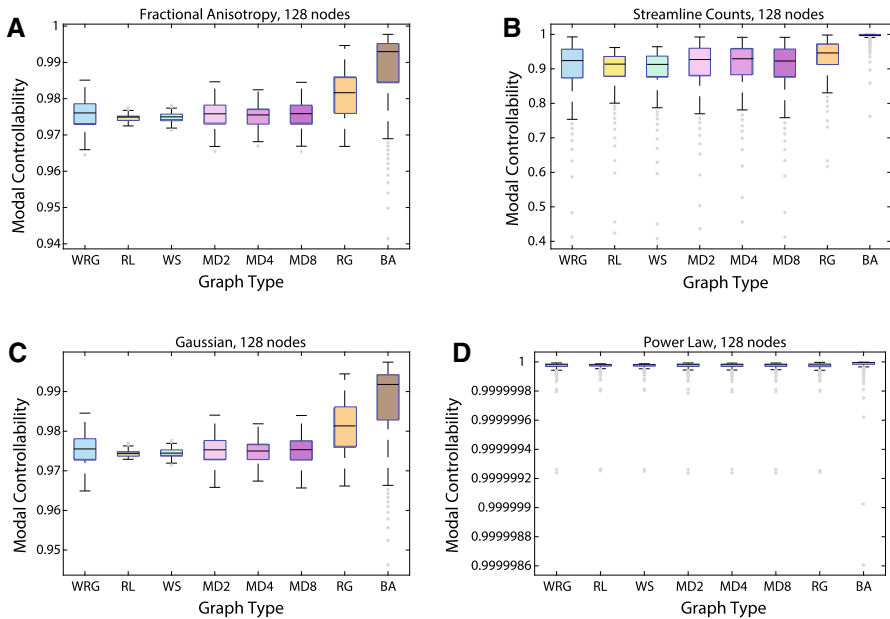 A
Fractional Anisotropy, 128 nodes
Modal Controllability
1
0.99
0.98
0.97
0.96
0.95
0.94
WRG RL WS MD2 MD4 MD8 RG BA
Graph Type
B
Streamline Counts, 128 nodes
Modal Controllability
1
0.9
0.8
0.7
0.6
0.5
0.4
WRG RL WS MD2 MD4 MD8 RG BA
Graph Type
C
Gaussian, 128 nodes
Modal Controllability
0.99
0.98
0.97
0.96
0.95
WRG RL WS MD2 MD4 MD8 RG BA
Graph Type
D
Power Law, 128 nodes
Modal Controllability
1
0.9999998
0.9999996
0.9999994
0.9999992
0.999999
0.9999988
0.9999986
WRG RL WS MD2 MD4 MD8 RG BA
Graph Type